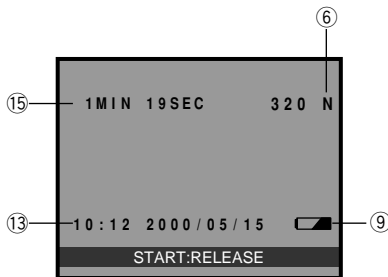 ⑥
⑮ 1MIN 19SEC 320 N
⑬ 10:12 2000/05/15 ⑨
START:RELEASE